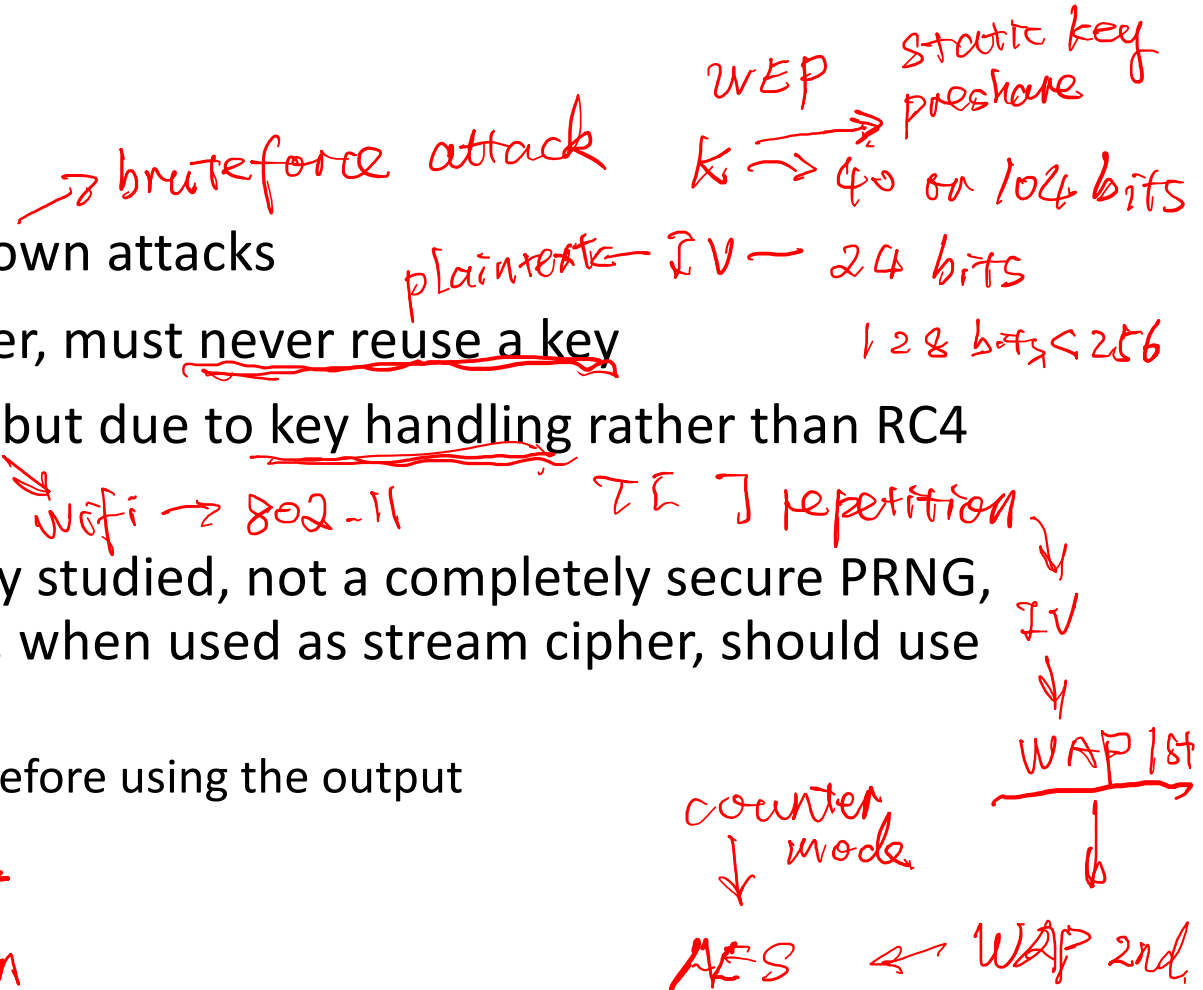 WEP
static key
preshare
bruteforce attack
K → 40 or 104 bits
own attacks
plaintext — IV — 24 bits
er, must never reuse a key
128 bits < 256
but due to key handling rather than RC4
wifi → 802-11
T[ ] repetition
y studied, not a completely secure PRNG,
IV
when used as stream cipher, should use
WAP 1st
efore using the output
counter
mode
AES ← WAP 2nd